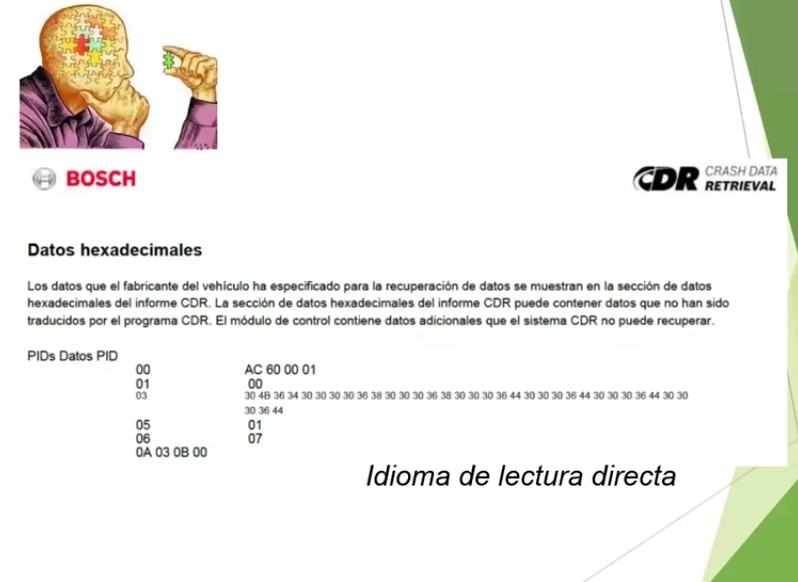 BOSCH
CDR CRASH DATA
RETRIEVAL
Datos hexadecimales
Los datos que el fabricante del vehículo ha especificado para la recuperación de datos se muestran en la sección de datos
hexadecimales del informe CDR. La sección de datos hexadecimales del informe CDR puede contener datos que no han sido
traducidos por el programa CDR. El módulo de control contiene datos adicionales que el sistema CDR no puede recuperar.
PIDs Datos PID
00 AC 60 00 01
01 00
03 30 4B 36 34 30 30 30 30 36 38 30 30 30 36 38 30 30 30 36 44 30 30 30 36 44 30 30 30 36 44 30 30
30 36 44
05 01
06 07
0A 03 0B 00
Idioma de lectura directa